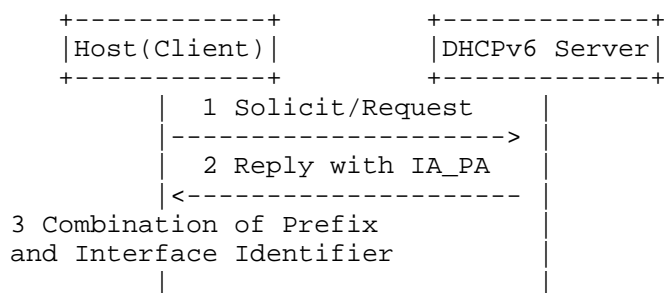 Host(Client) DHCPv6 Server
1 Solicit/Request
2 Reply with IA_PA
3 Combination of Prefix
and Interface Identifier